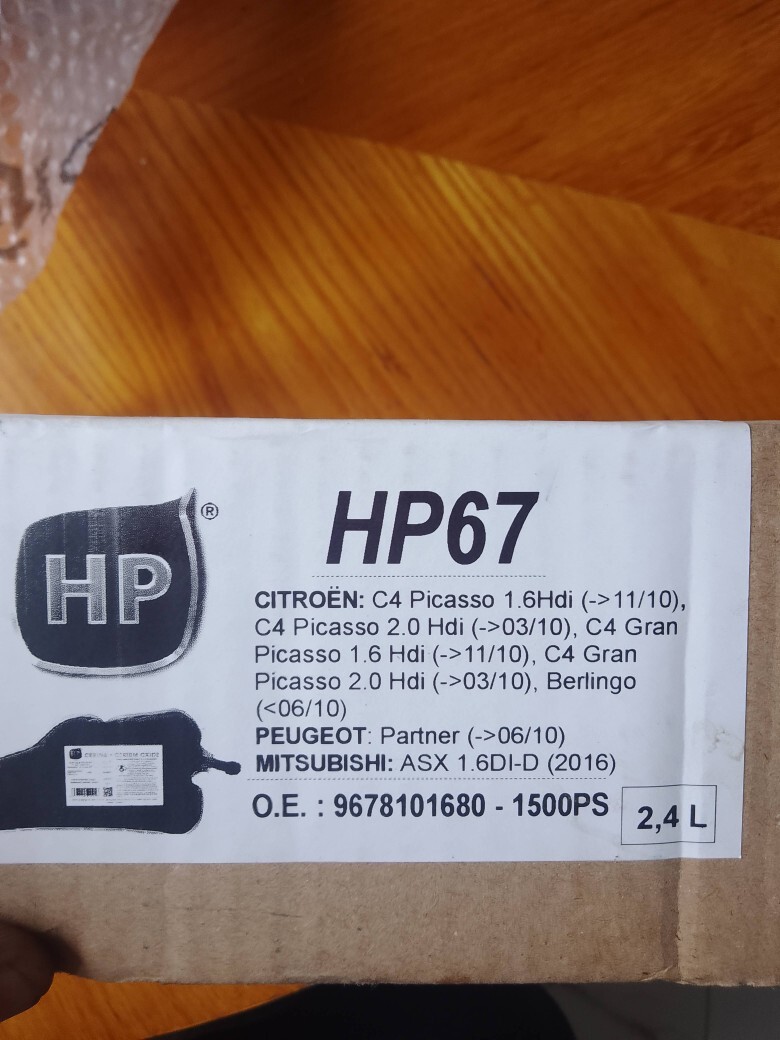 HP
®
HP67
CITROËN: C4 Picasso 1.6Hdi (->11/10),
C4 Picasso 2.0 Hdi (->03/10), C4 Gran
Picasso 1.6 Hdi (->11/10), C4 Gran
Picasso 2.0 Hdi (->03/10), Berlingo
(<06/10)
PEUGEOT: Partner (->06/10)
MITSUBISHI: ASX 1.6DI-D (2016)
O.E. : 9678101680 - 1500PS
2,4 L